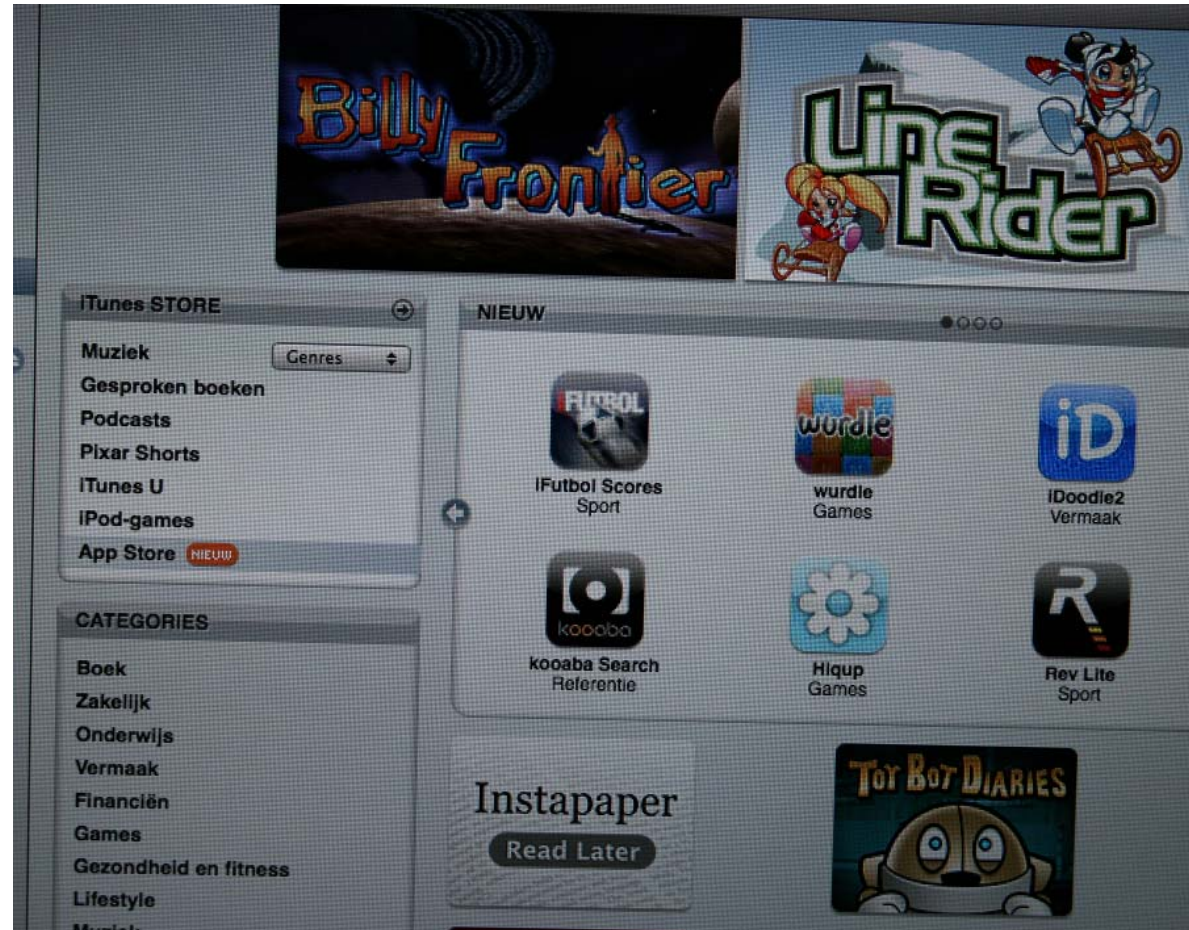 Billy
Frontier
Line
Rider
iTunes STORE
Muziek
Genres
Gesproken boeken
Podcasts
Pixar Shorts
iTunes U
iPod-games
App Store NIEUW
CATEGORIES
Boek
Zakelijk
Onderwijs
Vermaak
Financiën
Games
Gezondheid en fitness
Lifestyle
Muziek
NIEUW
iFUTBOL
iFutbol Scores
Sport
wurdle
wurdle
Games
iD
iDoodle2
Vermaak
kooaba
kooaba Search
Referentie
Hiqup
Games
R
Rev Lite
Sport
Instapaper
Read Later
TOY BOT DIARIES